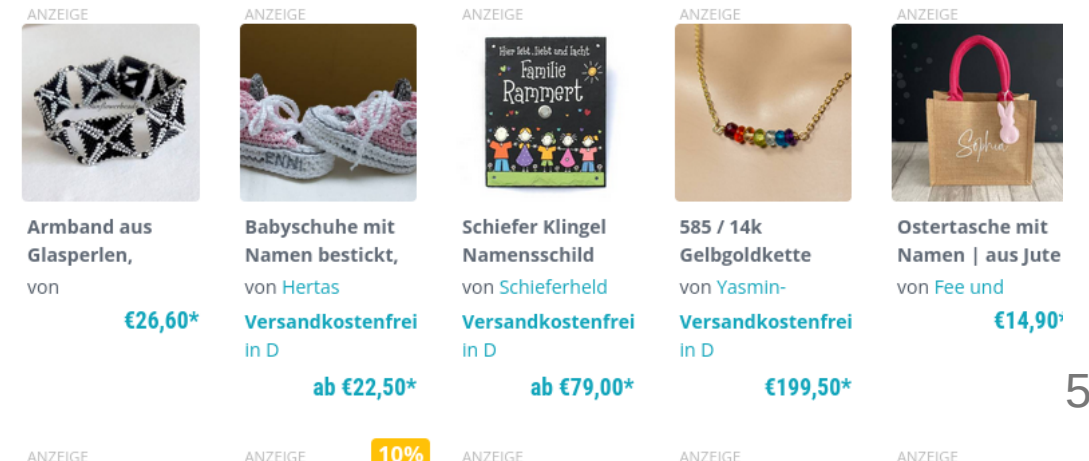 ANZEIGE
ANZEIGE
ANZEIGE
ANZEIGE
ANZEIGE
ENNI
Hier lebt, liebt und lacht
Familie
Rammert
Sophia
Armband aus
Glasperlen,
von
€26,60*
Babyschuhe mit
Namen bestickt,
von Hertas
Versandkostenfrei
in D
ab €22,50*
Schiefer Klingel
Namensschild
von Schieferheld
Versandkostenfrei
in D
ab €79,00*
585 / 14k
Gelbgoldkette
von Yasmin-
Versandkostenfrei
in D
€199,50*
Ostertasche mit
Namen | aus Jute
von Fee und
€14,90*
5
ANZEIGE
ANZEIGE
10%
ANZEIGE
ANZEIGE
ANZEIGE